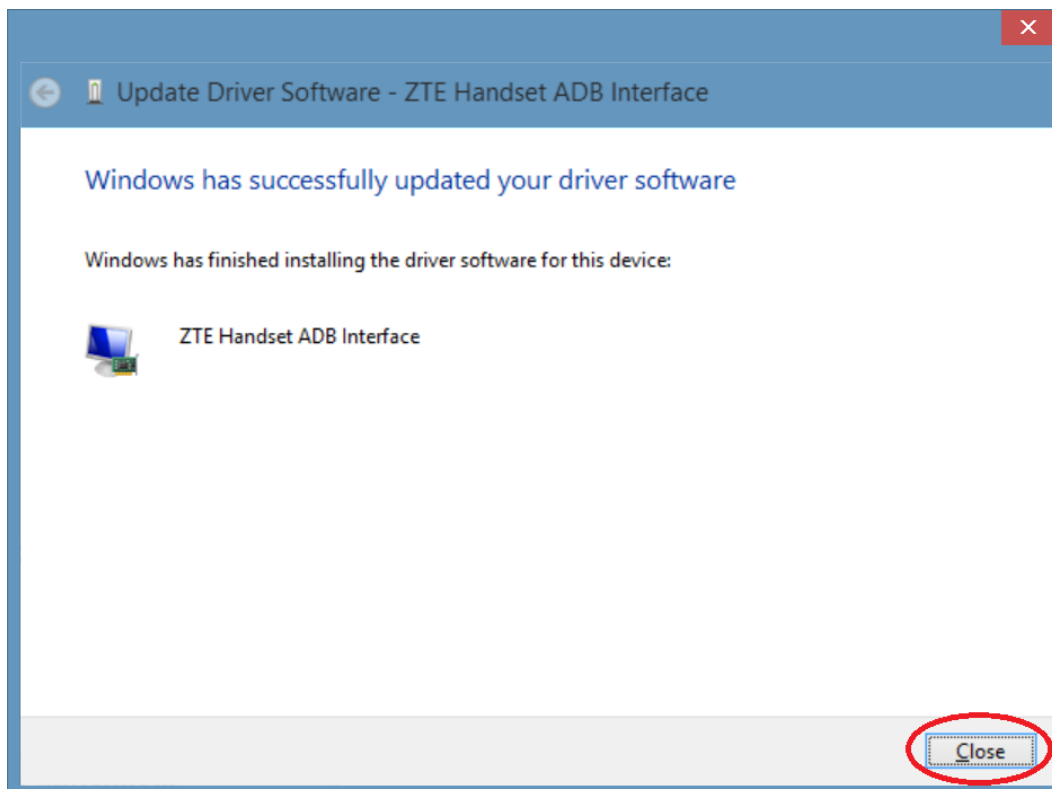 Update Driver Software - ZTE Handset ADB Interface
Windows has successfully updated your driver software
Windows has finished installing the driver software for this device:
ZTE Handset ADB Interface
Close